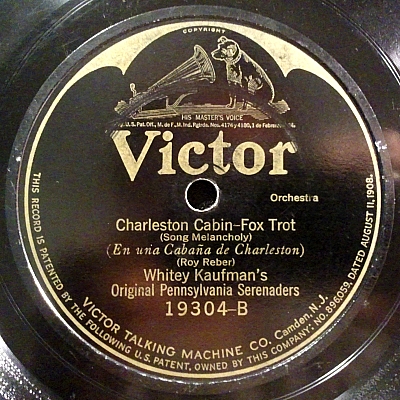 COPYRIGHT
HIS MASTER'S VOICE
Victor
Orchestra
Charleston Cabin-Fox Trot
(Song Melancholy)
(En una Cabaña de Charleston)
(Roy Reber)
Whitey Kaufman's
Original Pennsylvania Serenaders
19304-B
THIS RECORD IS PATENTED BY THE FOLLOWING U.S. PATENT, OWNED BY THIS COMPANY: NO. 896059, DATED AUGUST 11, 1908.
VICTOR TALKING MACHINE CO. Camden, N.J.